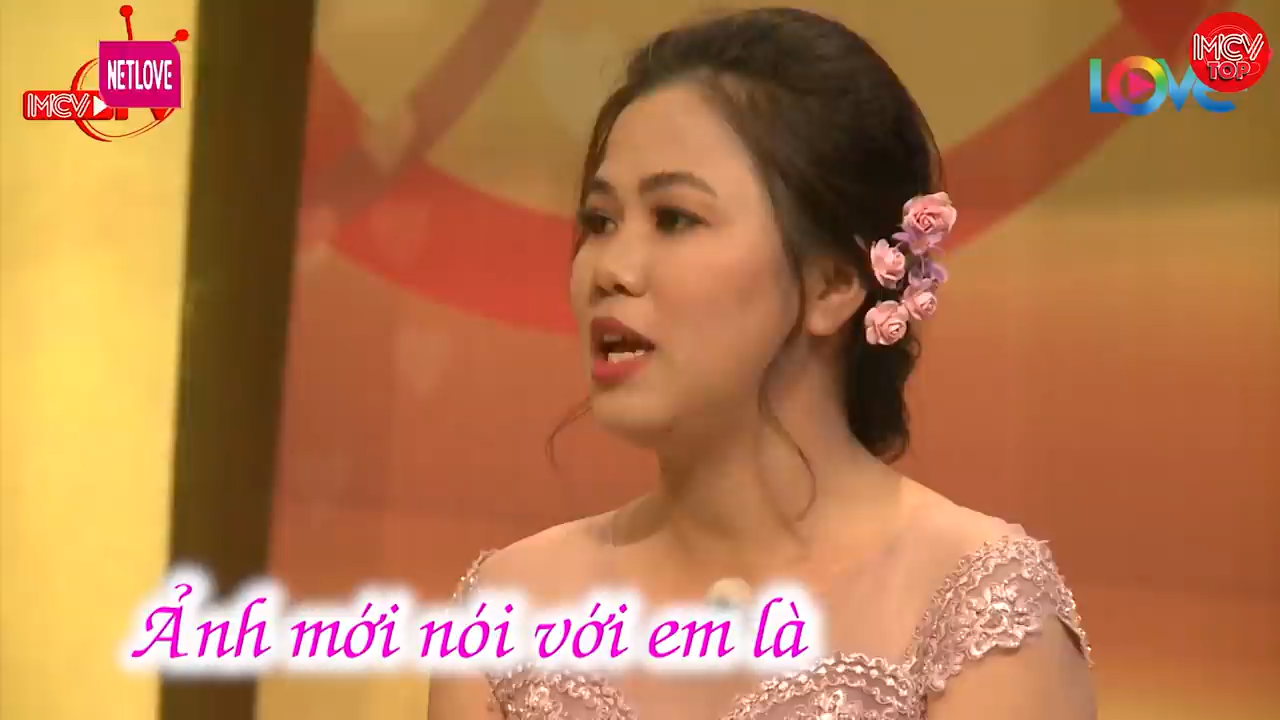 NETLOVE
IMCV
LOVE
IMCV
TOP
Ảnh mới nói với em là